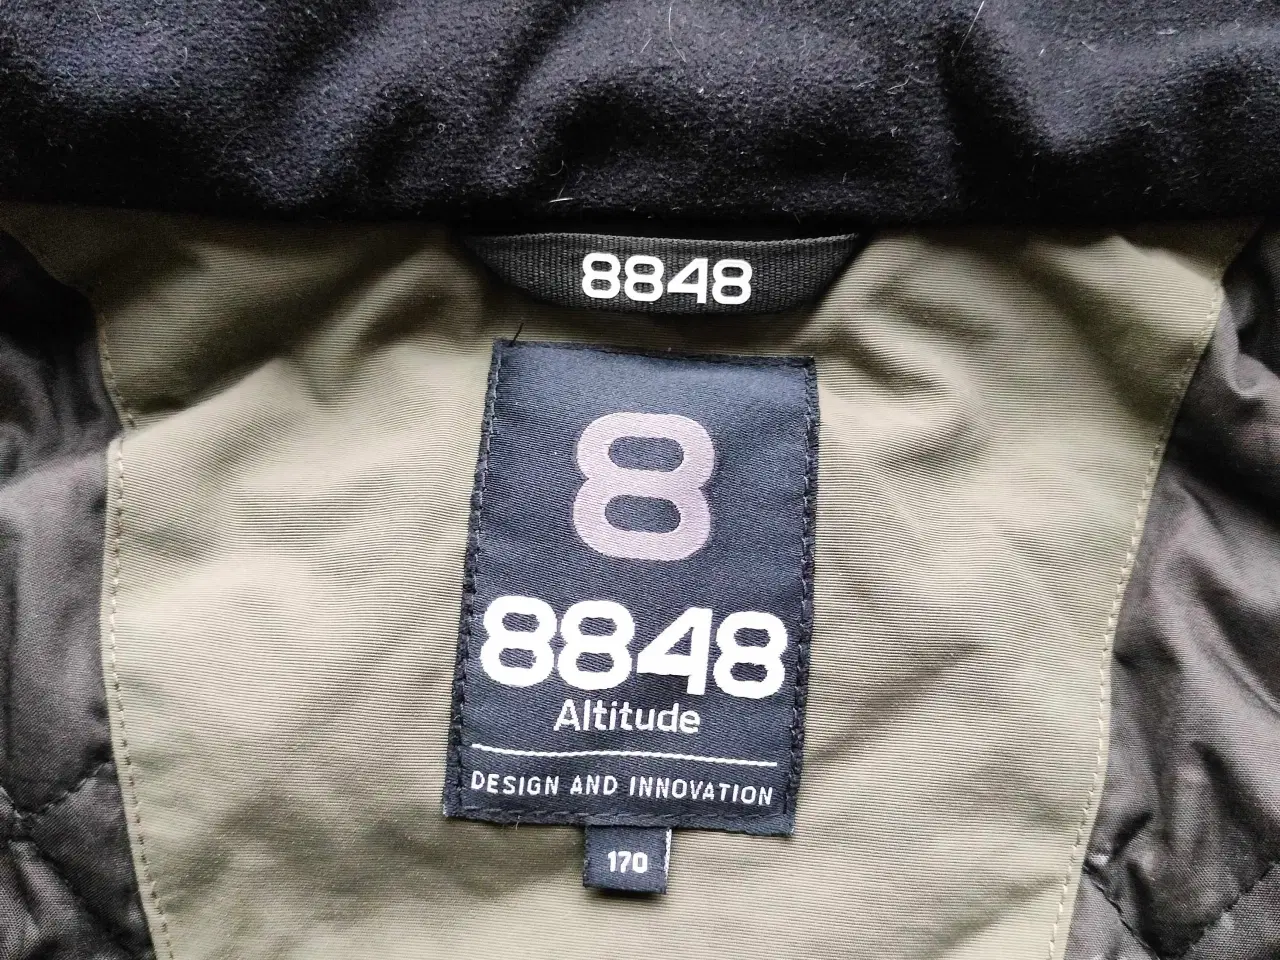 8848
8
8848
Altitude
DESIGN AND INNOVATION
170